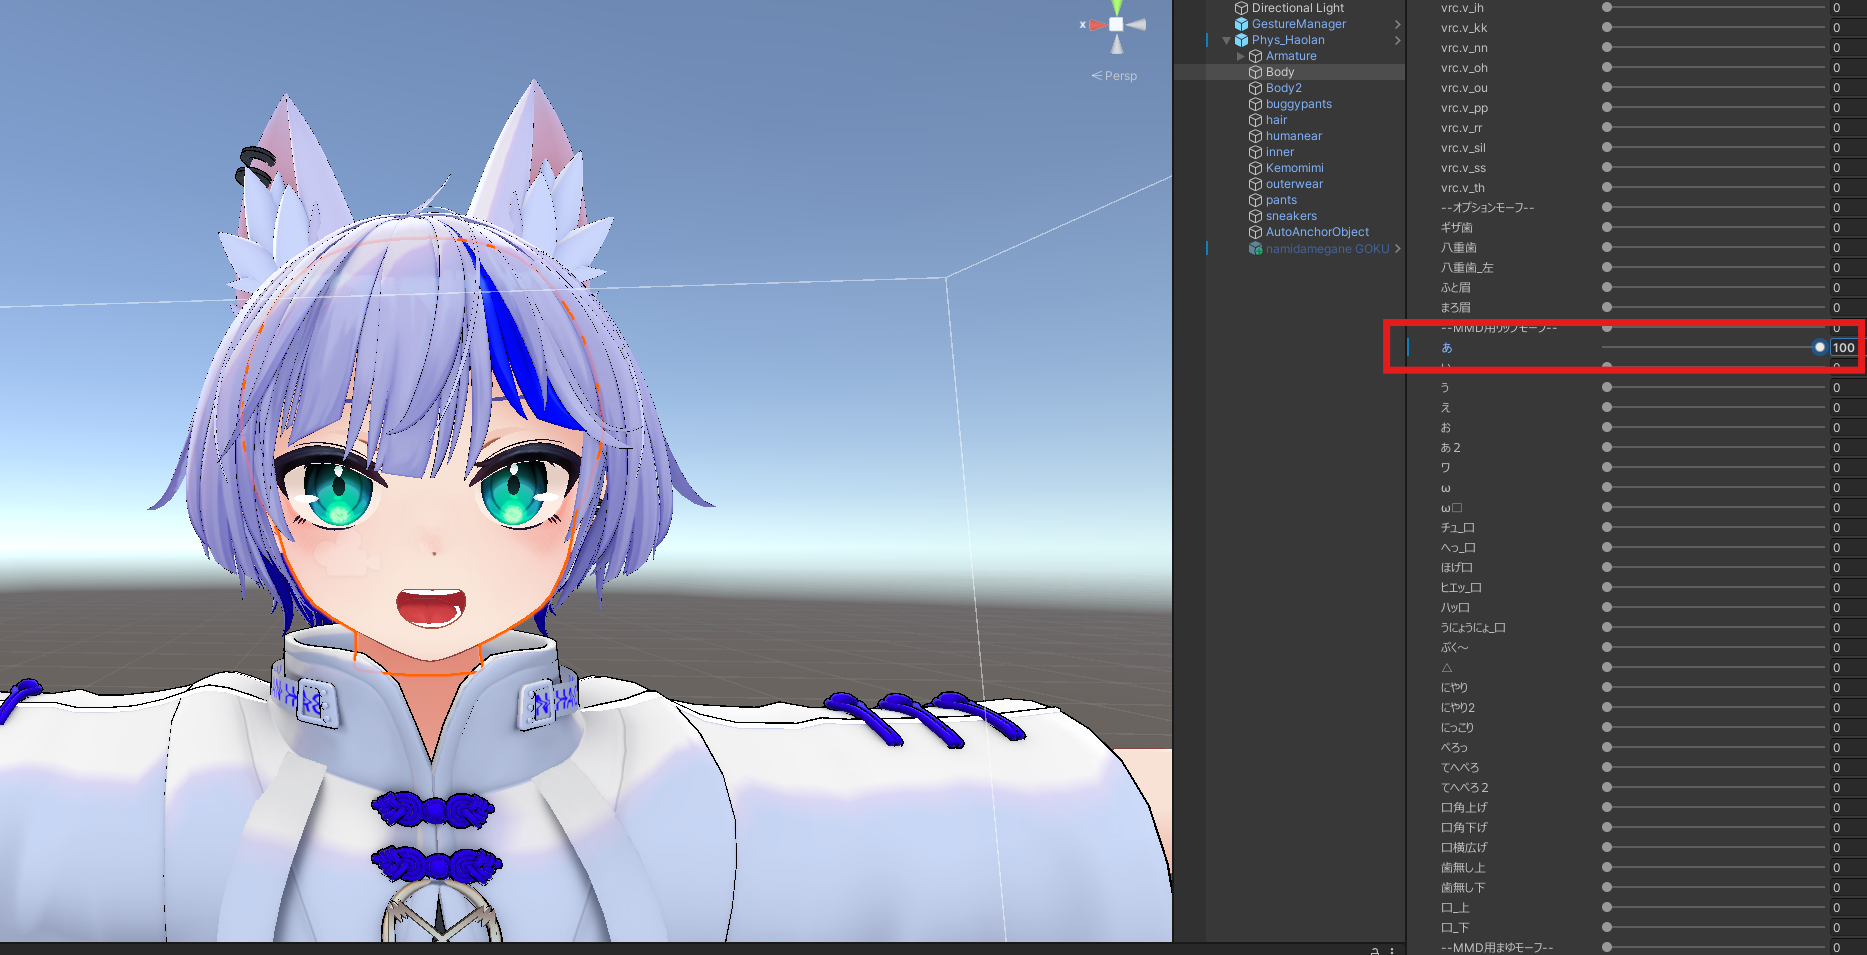 x
Persp
Directional Light
GestureManager
Phys_Haolan
Armature
Body
Body2
buggypants
hair
humanear
inner
Kemomimi
outerwear
pants
sneakers
AutoAnchorObject
namidamegane GOKU
vrc.v_ih 0
vrc.v_kk 0
vrc.v_nn 0
vrc.v_oh 0
vrc.v_ou 0
vrc.v_pp 0
vrc.v_rr 0
vrc.v_sil 0
vrc.v_ss 0
vrc.v_th 0
--オプションモーフ-- 0
ギザ歯 0
八重歯 0
八重歯_左 0
ふと眉 0
まろ眉 0
--MMD用リップモーフ-- 0
あ 100
い 0
う 0
え 0
お 0
あ２ 0
ワ 0
ω 0
ω□ 0
チュ_口 0
へっ_口 0
ほげ口 0
ヒエッ_口 0
ハッ口 0
うにょうにょ_口 0
ぷく～ 0
△ 0
にやり 0
にやり2 0
にっこり 0
ぺろっ 0
てへぺろ 0
てへぺろ２ 0
口角上げ 0
口角下げ 0
口横広げ 0
歯無し上 0
歯無し下 0
口_上 0
口_下 0
--MMD用まゆモーフ-- 0